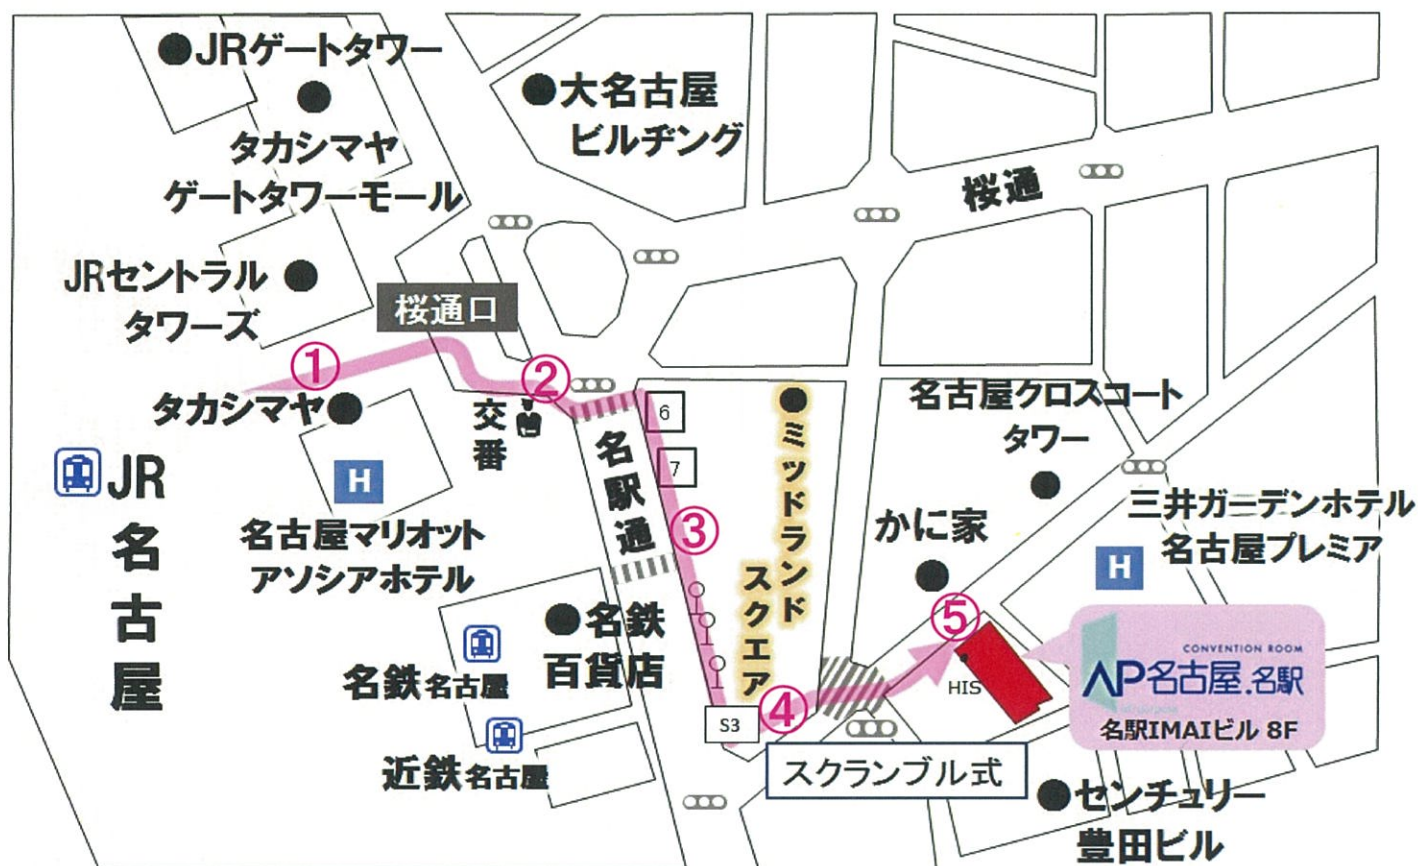 JRゲートタワー
タカシマヤ
ゲートタワーモール
大名古屋
ビルヂング
桜通
JRセントラル
タワーズ
桜通口
①
②
タカシマヤ
交番
6
7
名駅通
ミッドランド
スクエア
名古屋クロスコート
タワー
JR名古屋
H
名古屋マリオット
アソシアホテル
③
かに家
三井ガーデンホテル
名古屋プレミア
H
名鉄
百貨店
名鉄名古屋
近鉄名古屋
S3
④
⑤
HIS
CONVENTION ROOM
AP名古屋.名駅
名駅IMAIビル 8F
スクランブル式
センチュリー
豊田ビル